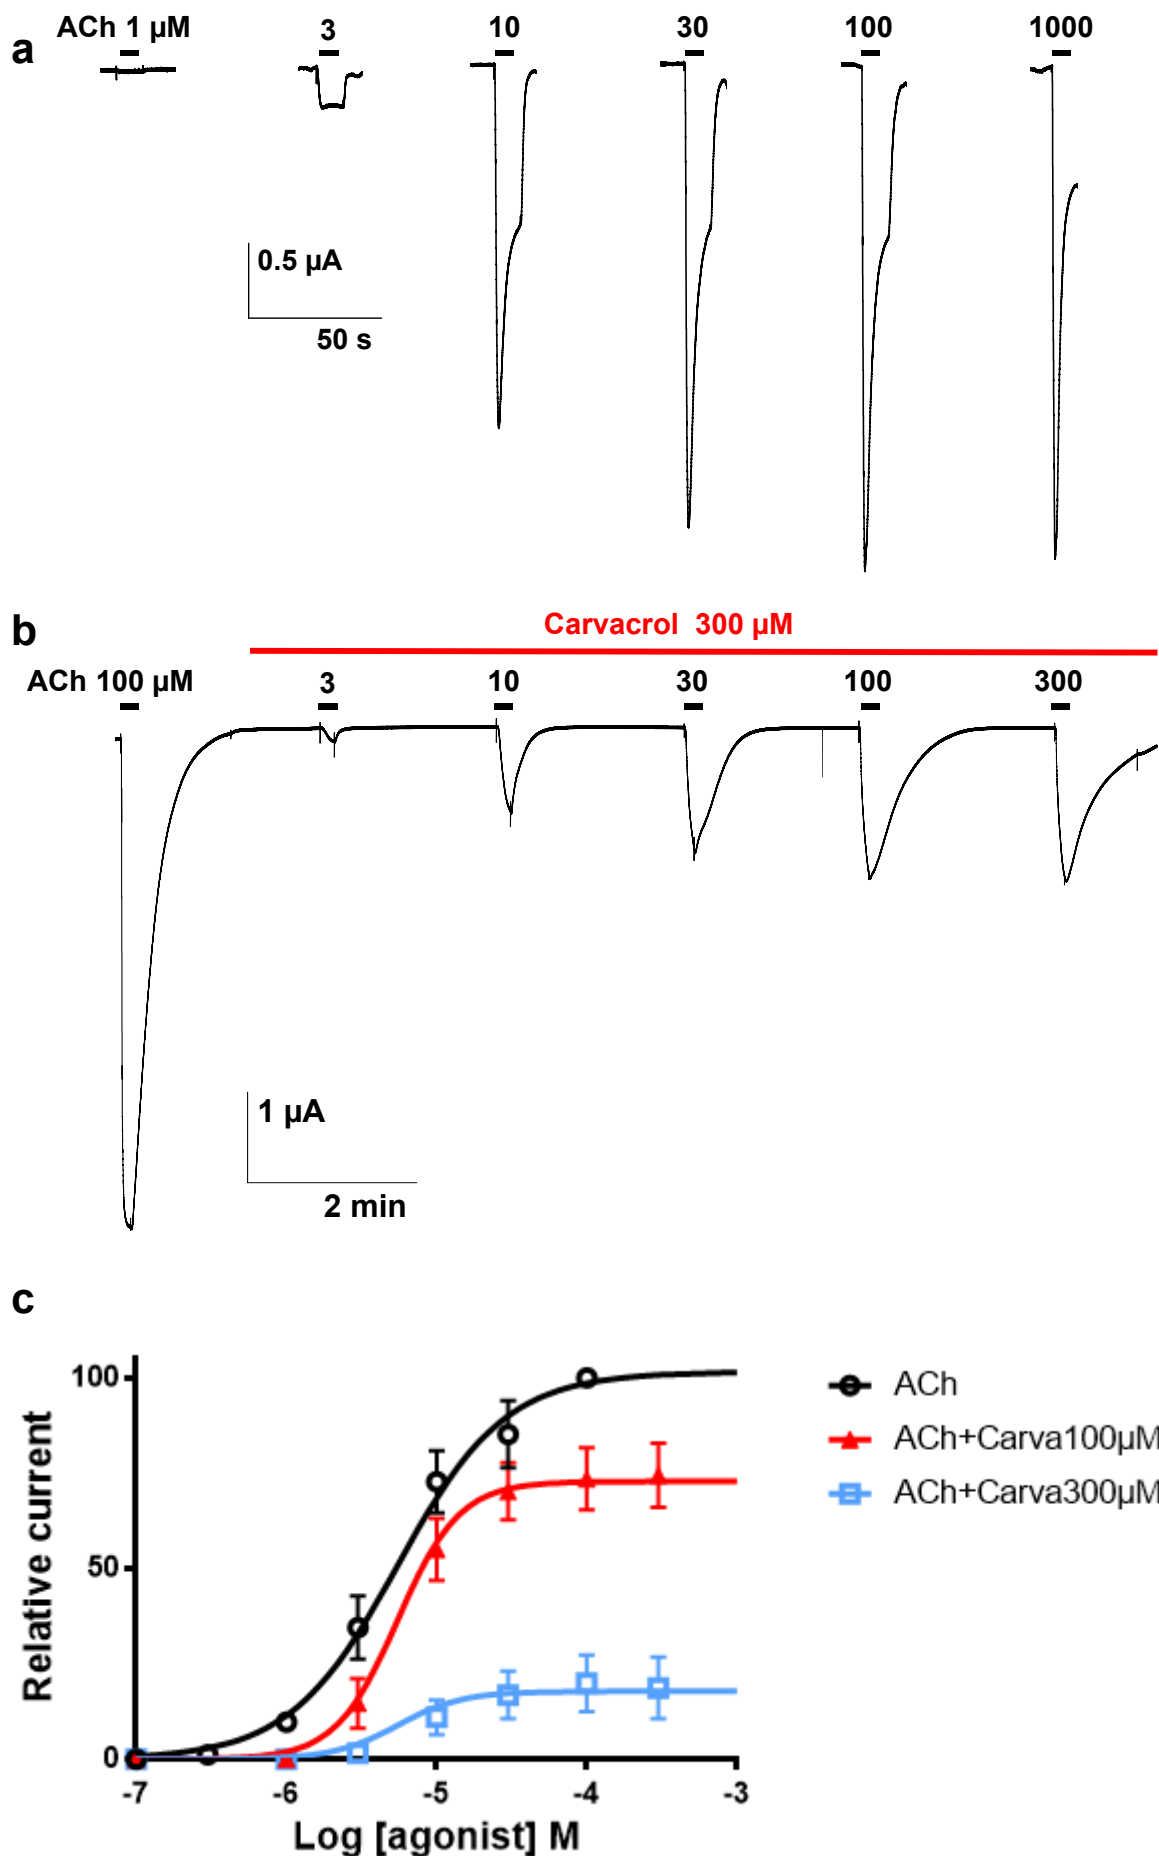 a
ACh 1 µM 3 10 30 100 1000
0.5 µA
50 s
b
Carvacrol 300 µM
ACh 100 µM 3 10 30 100 300
1 µA
2 min
c
Relative current
100
50
0
-7 -6 -5 -4 -3
Log [agonist] M
ACh
ACh+Carva100µM
ACh+Carva300µM